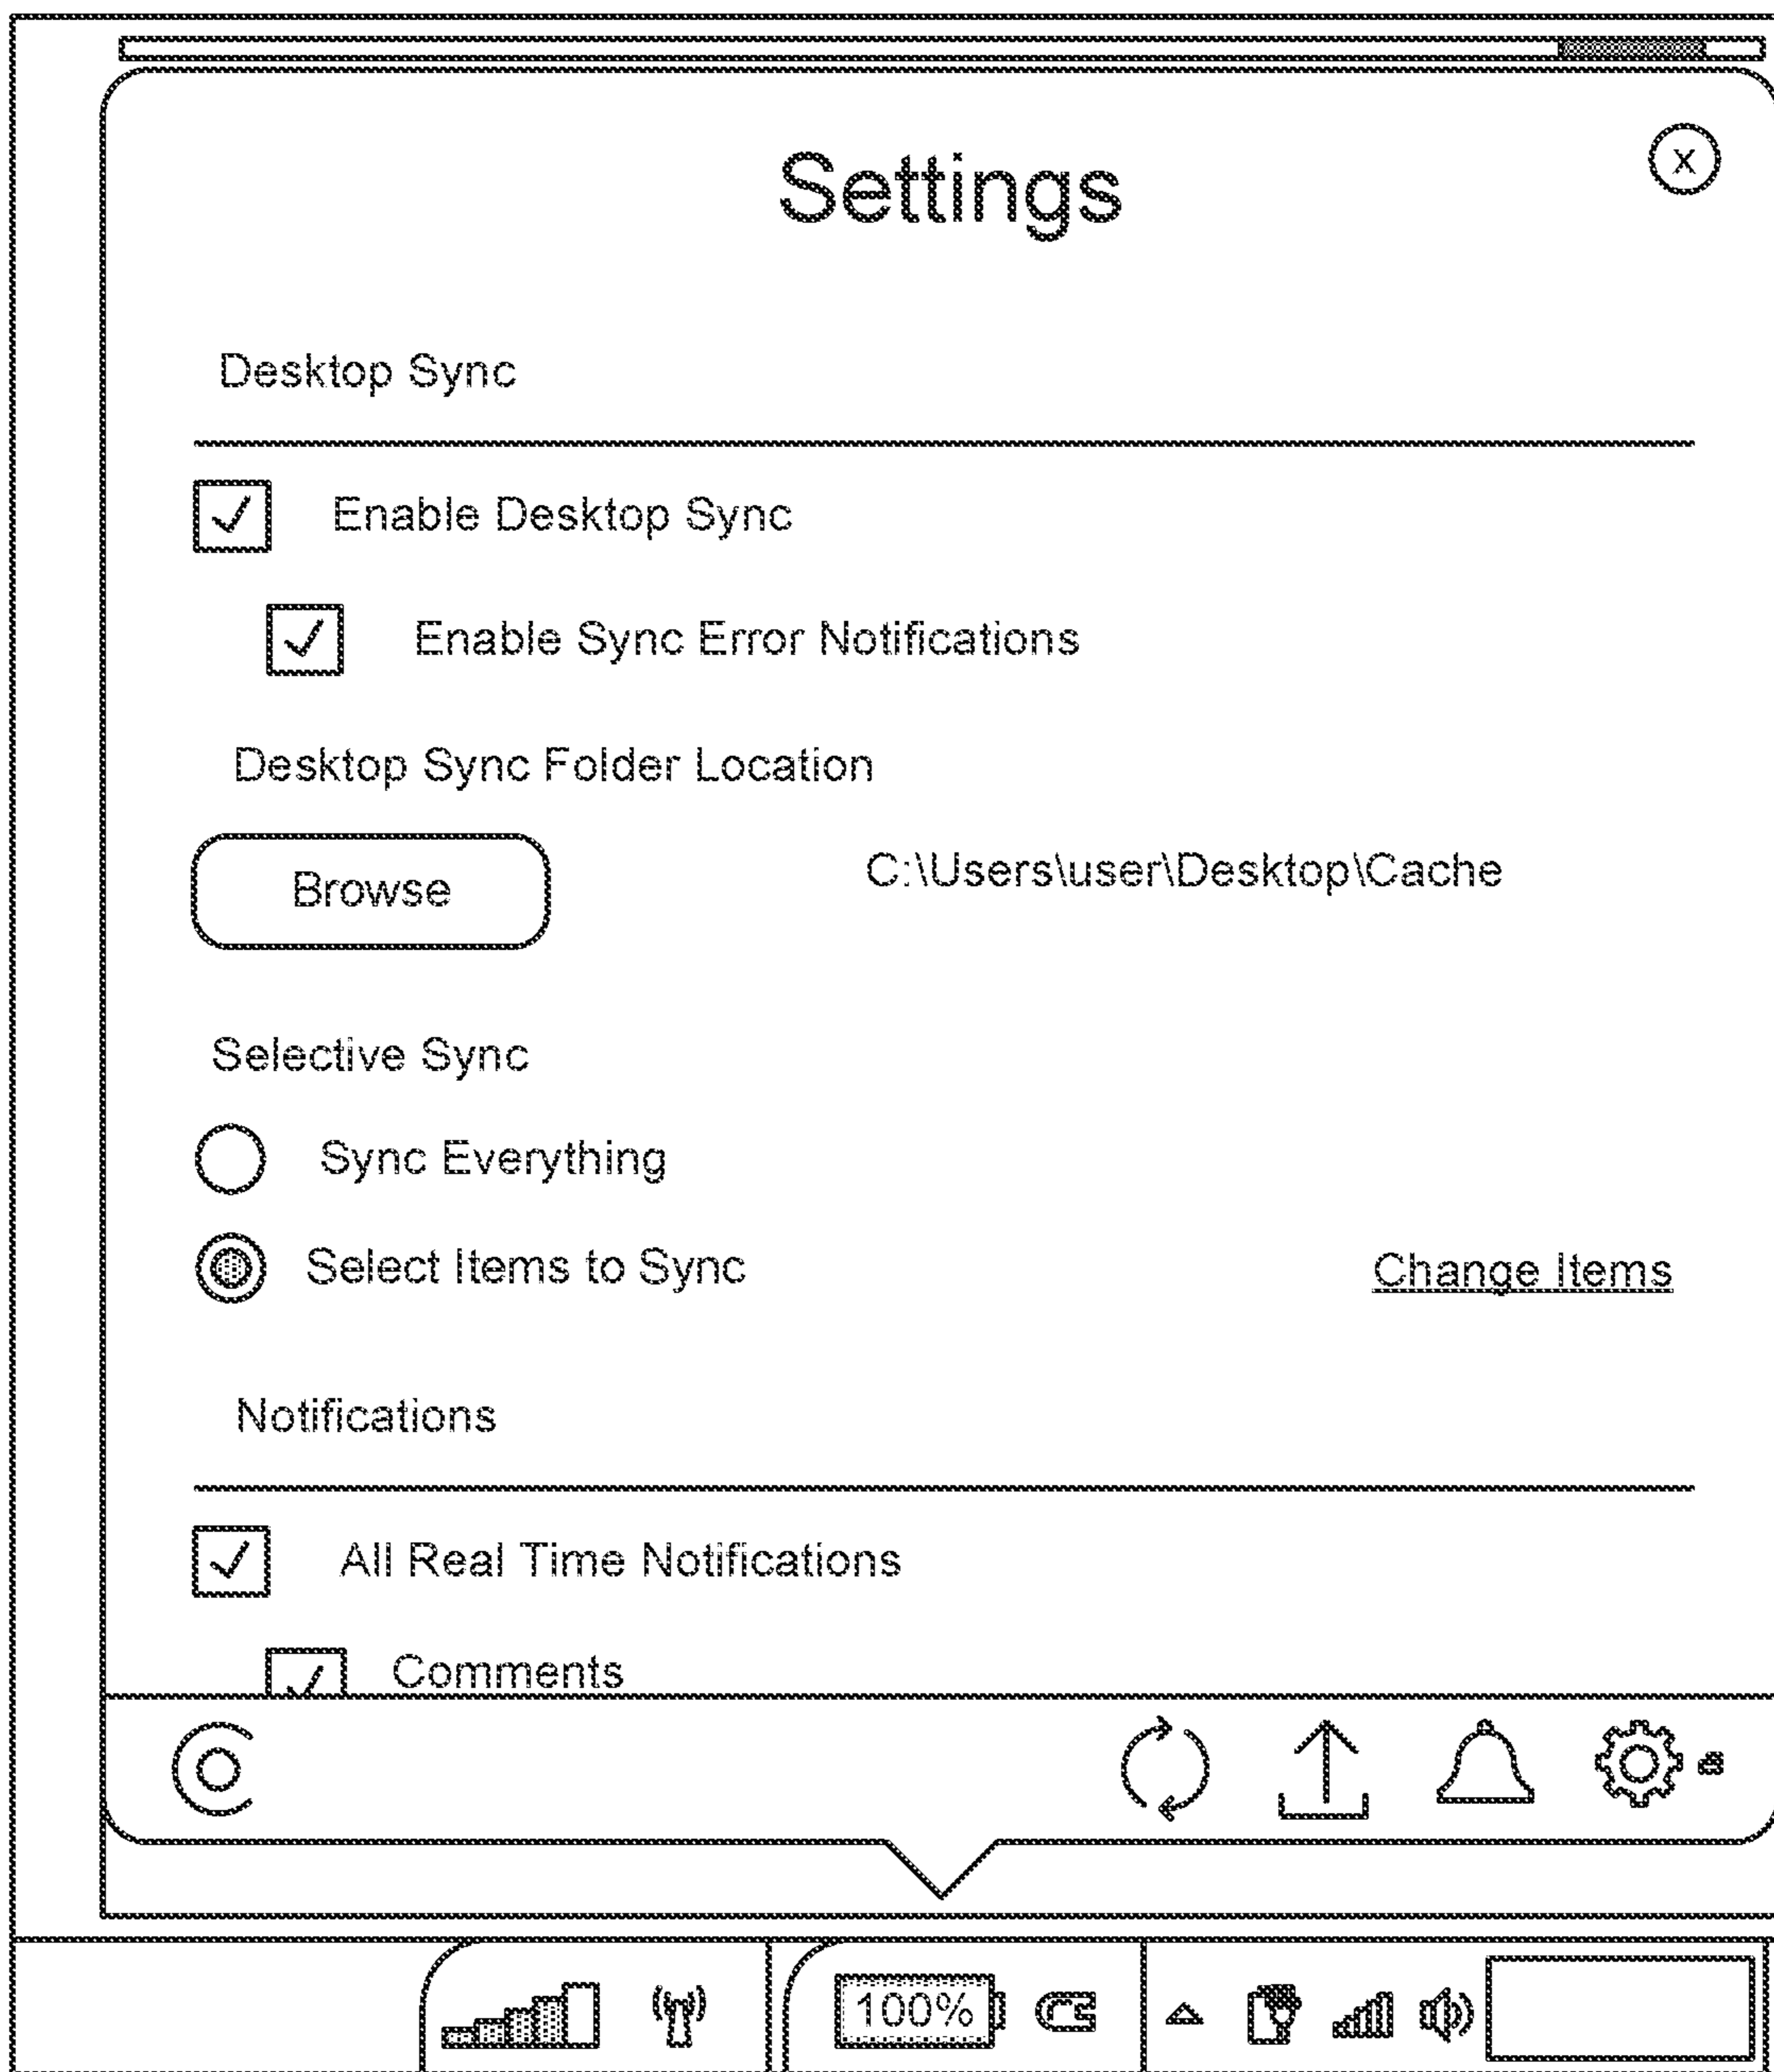 Settings
x
Desktop Sync
Enable Desktop Sync
Enable Sync Error Notifications
Desktop Sync Folder Location
Browse
C:\Users\user\Desktop\Cache
Selective Sync
Sync Everything
Select Items to Sync
Change Items
Notifications
All Real Time Notifications
Comments
100%